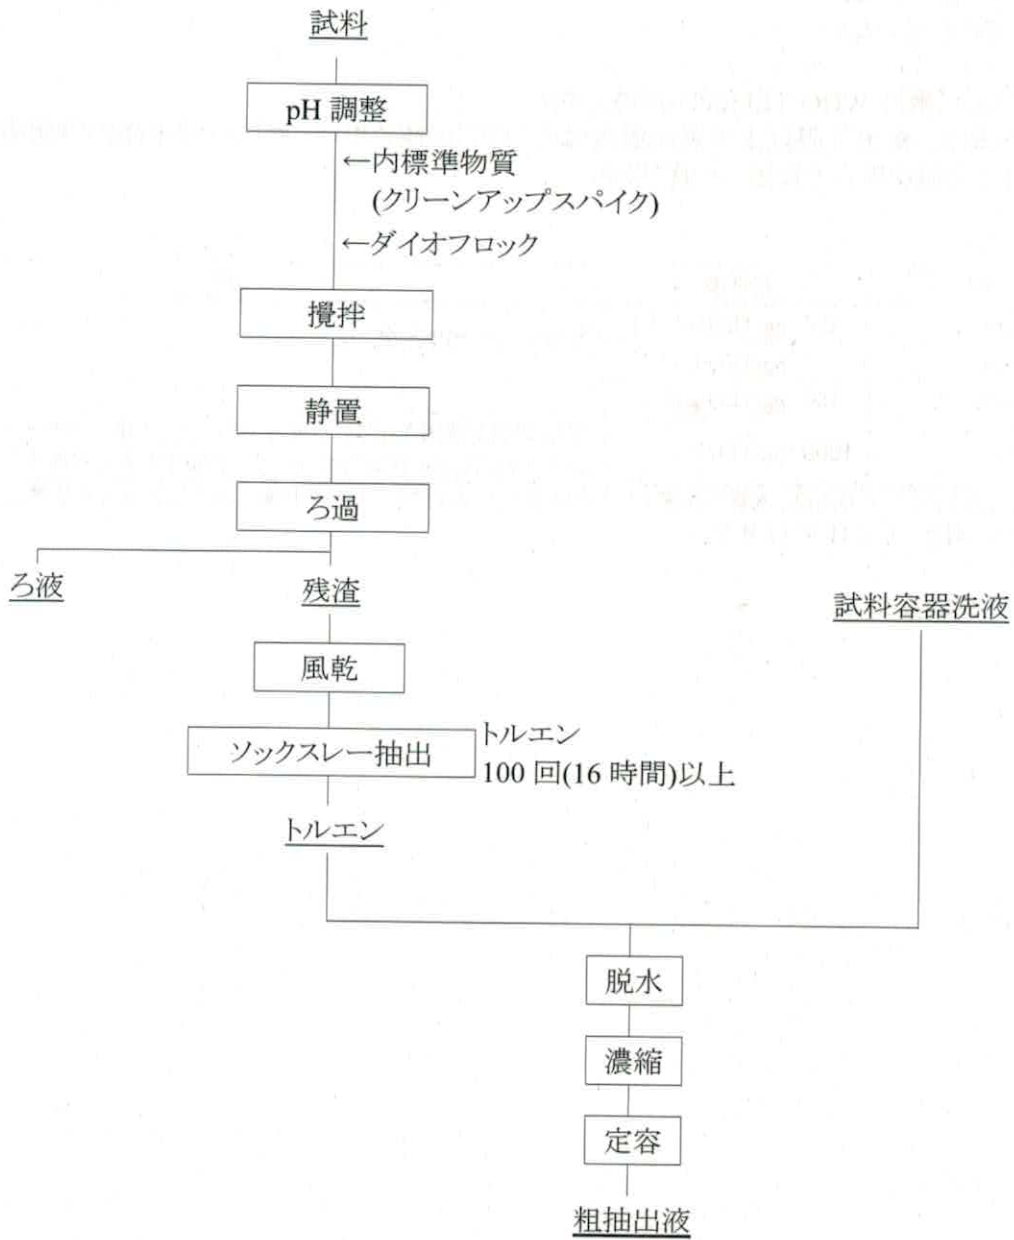 試料
pH 調整
←内標準物質
(クリーンアップスパイク)
←ダイオフロック
攪拌
静置
ろ過
ろ液
残渣
試料容器洗液
風乾
ソックスレー抽出
トルエン
100 回(16 時間)以上
トルエン
脱水
濃縮
定容
粗抽出液